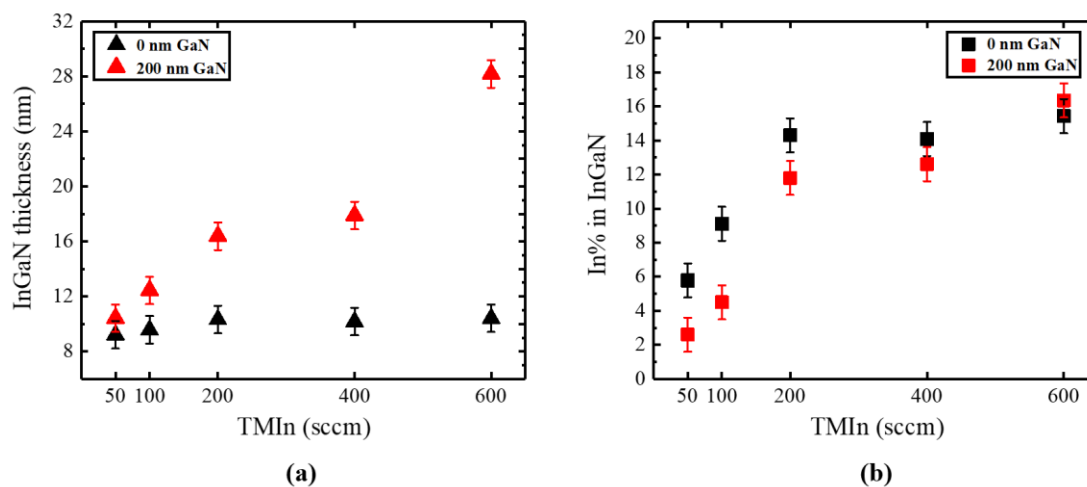 32
28
24
20
16
12
8
InGaN thickness (nm)
0 nm GaN
200 nm GaN
50 100 200 400 600
TMIn (sccm)
(a)
20
18
16
14
12
10
8
6
4
2
0
In% in InGaN
0 nm GaN
200 nm GaN
50 100 200 400 600
TMIn (sccm)
(b)